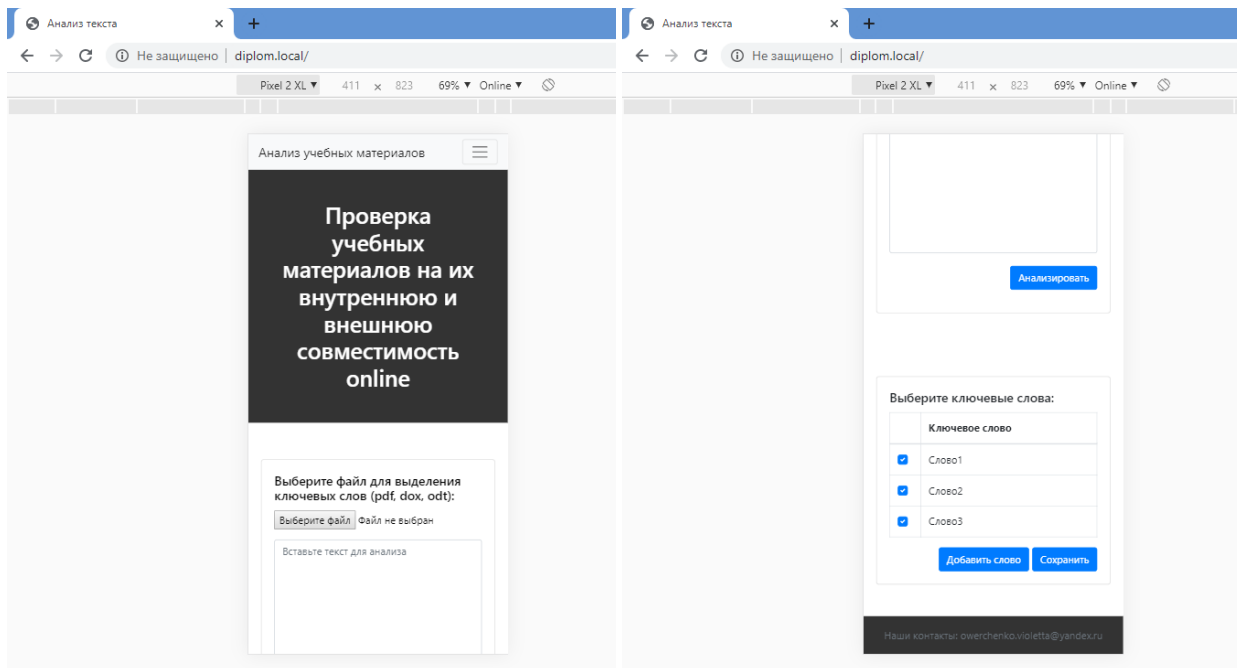 Анализ текста
Не защищено diplom.local/
Pixel 2 XL 411 x 823 69% Online
Анализ учебных материалов
Проверка
учебных
материалов на их
внутреннюю и
внешнюю
совместимость
online
Выберите файл для выделения
ключевых слов (pdf, dox, odt):
Выберите файл Файл не выбран
Вставьте текст для анализа
Анализ текста
Не защищено diplom.local/
Pixel 2 XL 411 x 823 69% Online
Анализировать
Выберите ключевые слова:
Ключевое слово
Слово1
Слово2
Слово3
Добавить слово Сохранить
Наши контакты: owerchenko.violetta@yandex.ru